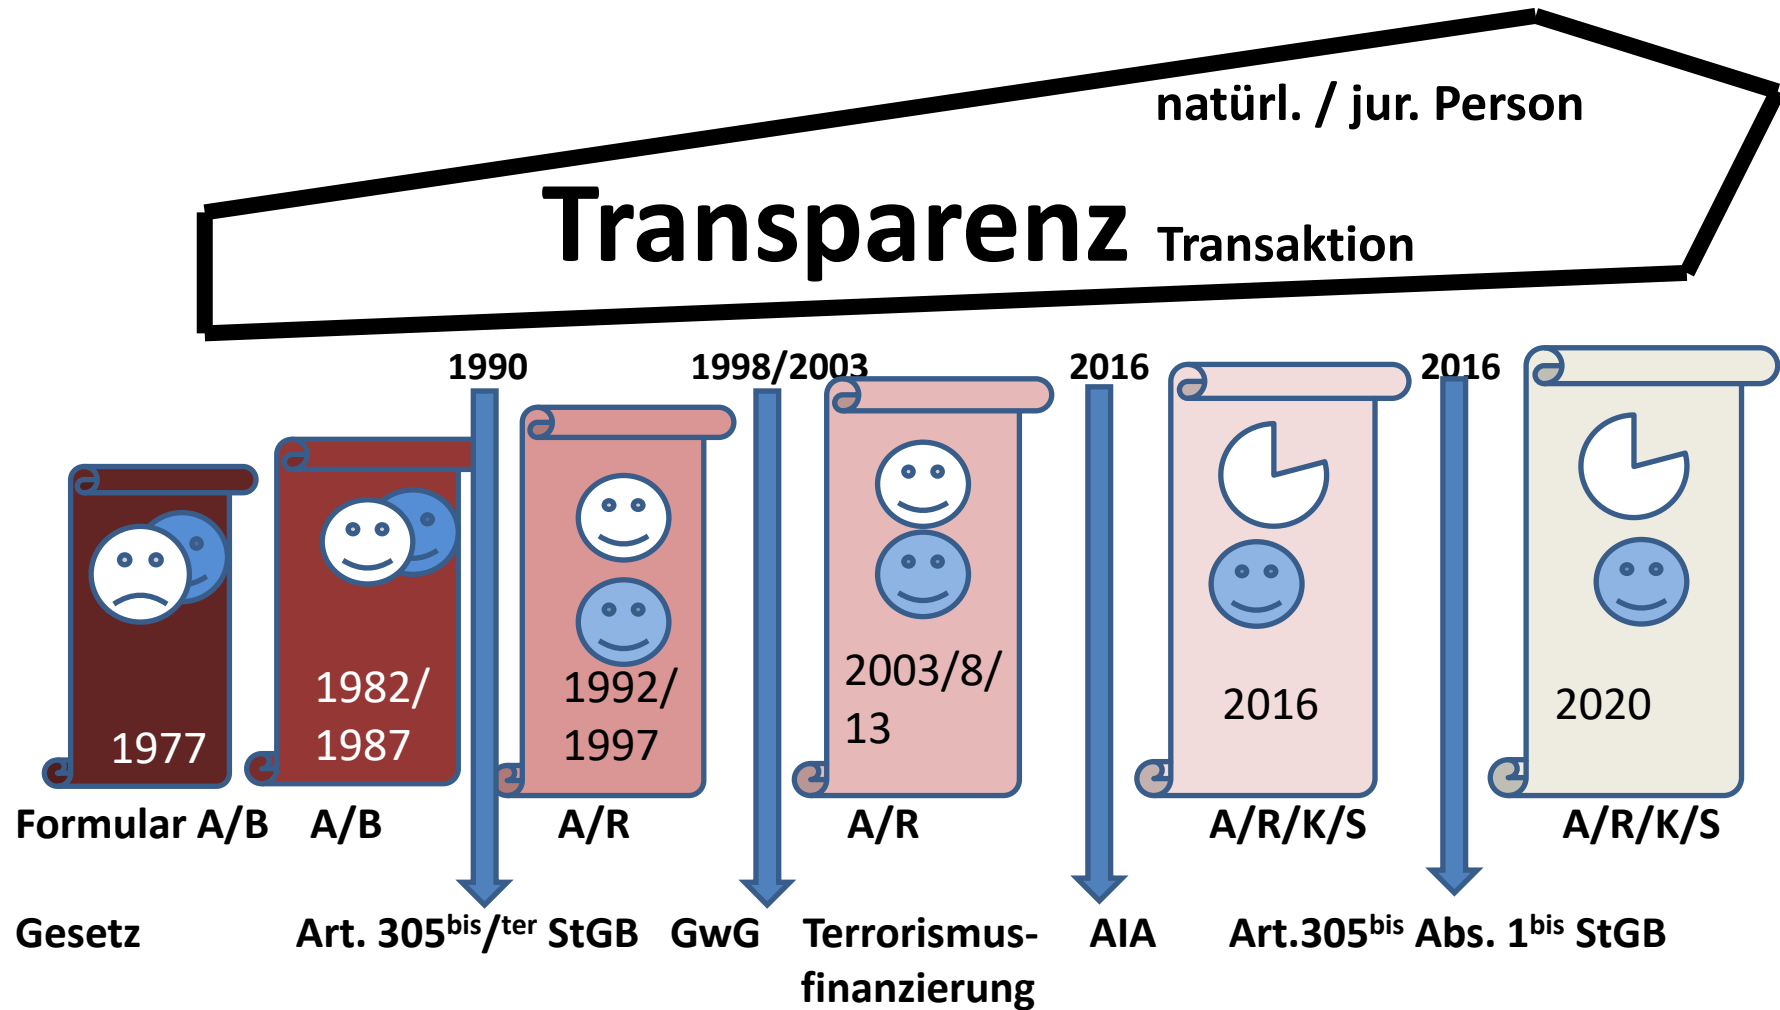 natürl. / jur. Person
Transparenz Transaktion
1990 1998/2003 2016 2016
1977
1982/
1987
1992/
1997
2003/8/
13
2016
2020
Formular A/B A/B A/R A/R A/R/K/S A/R/K/S
Gesetz Art. 305bis/ter StGB GwG Terrorismus-
finanzierung
AIA Art.305bis Abs. 1bis StGB